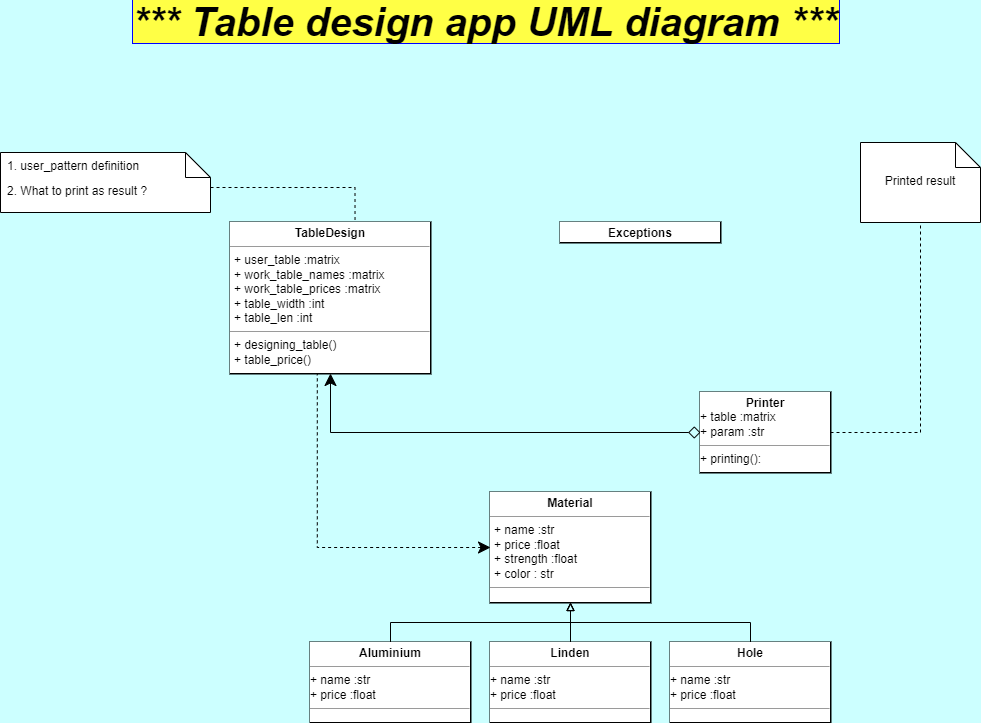 *** Table design app UML diagram ***
1. user_pattern definition
2. What to print as result ?
Printed result
TableDesign
+ user_table :matrix
+ work_table_names :matrix
+ work_table_prices :matrix
+ table_width :int
+ table_len :int
+ designing_table()
+ table_price()
Exceptions
Printer
+ table :matrix
+ param :str
+ printing():
Material
+ name :str
+ price :float
+ strength :float
+ color : str
Aluminium
+ name :str
+ price :float
Linden
+ name :str
+ price :float
Hole
+ name :str
+ price :float